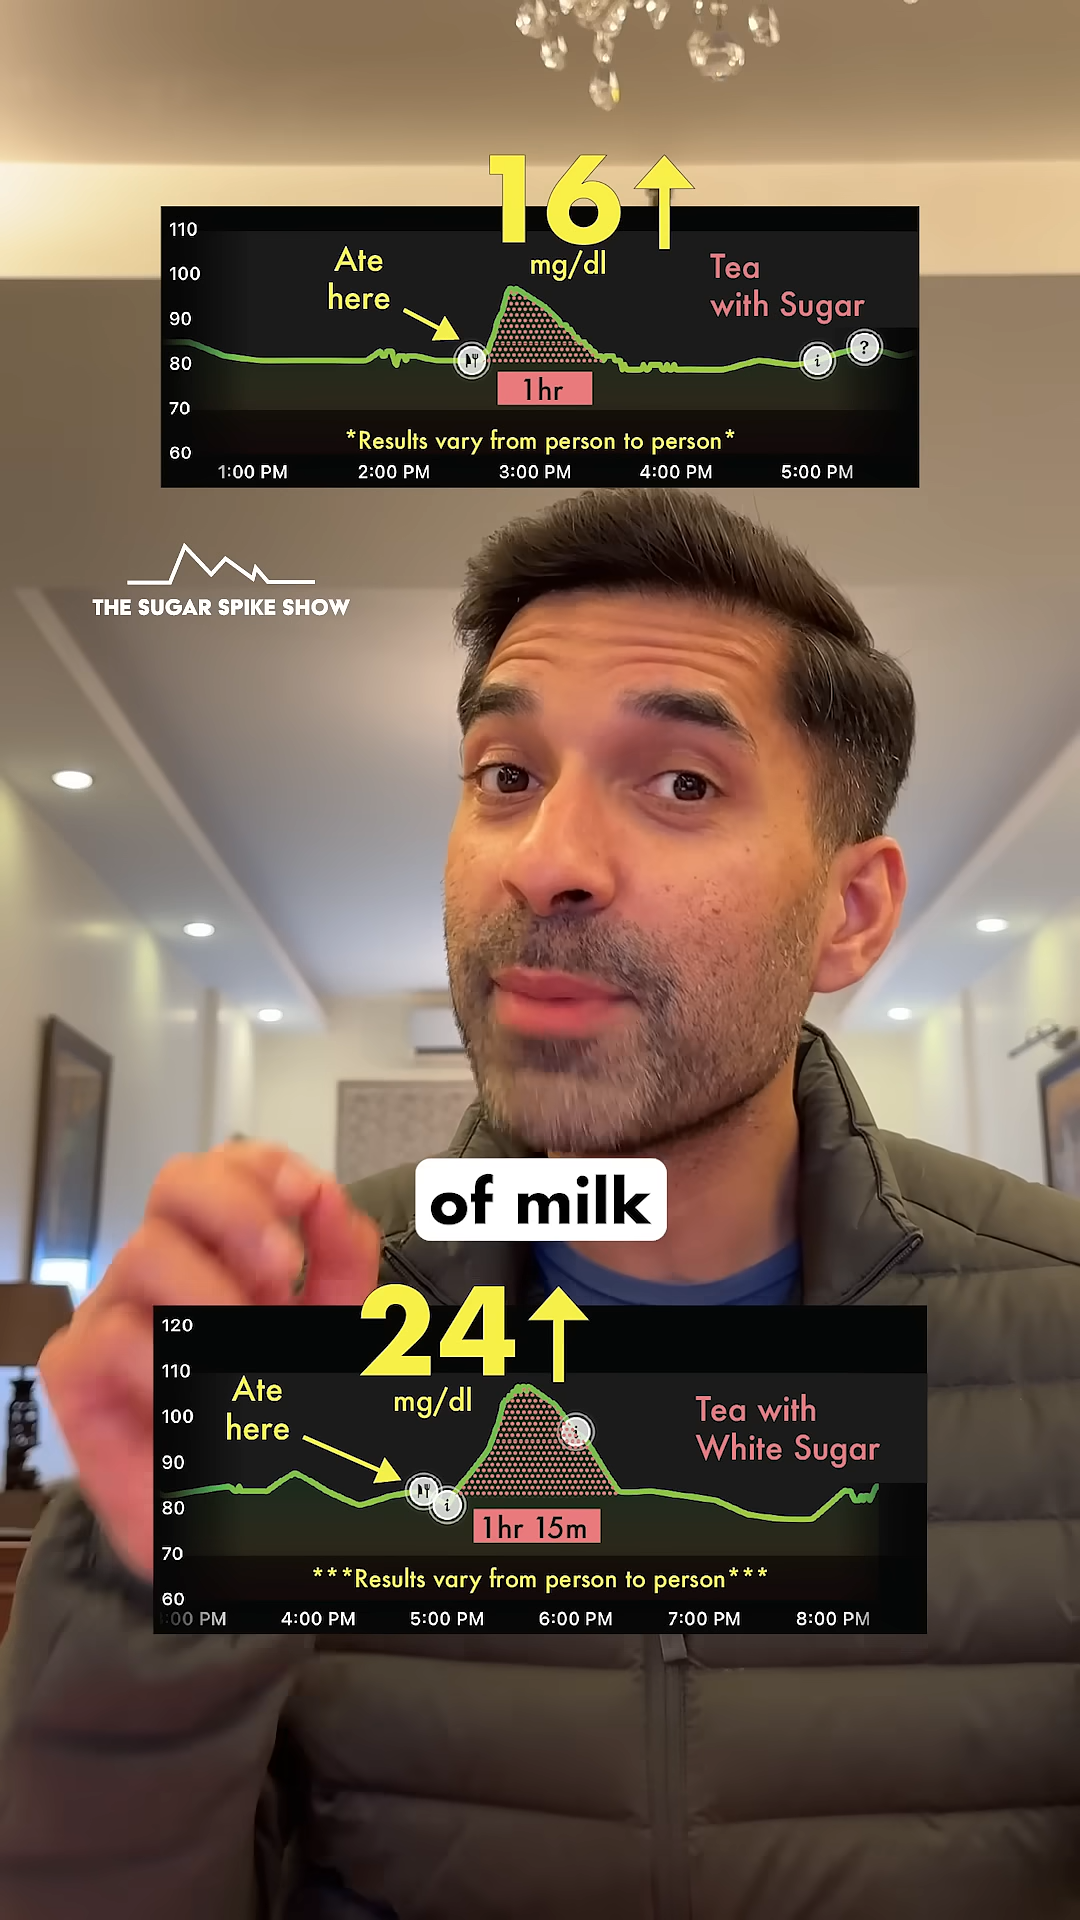 16↑
mg/dl
110
100
90
80
70
60
Ate
here
Tea
with Sugar
?
i
1hr
*Results vary from person to person*
1:00 PM
2:00 PM
3:00 PM
4:00 PM
5:00 PM
THE SUGAR SPIKE SHOW
of milk
24↑
mg/dl
120
110
100
90
80
70
60
Ate
here
Tea with
White Sugar
i
i
1hr 15m
***Results vary from person to person***
:00 PM
4:00 PM
5:00 PM
6:00 PM
7:00 PM
8:00 PM